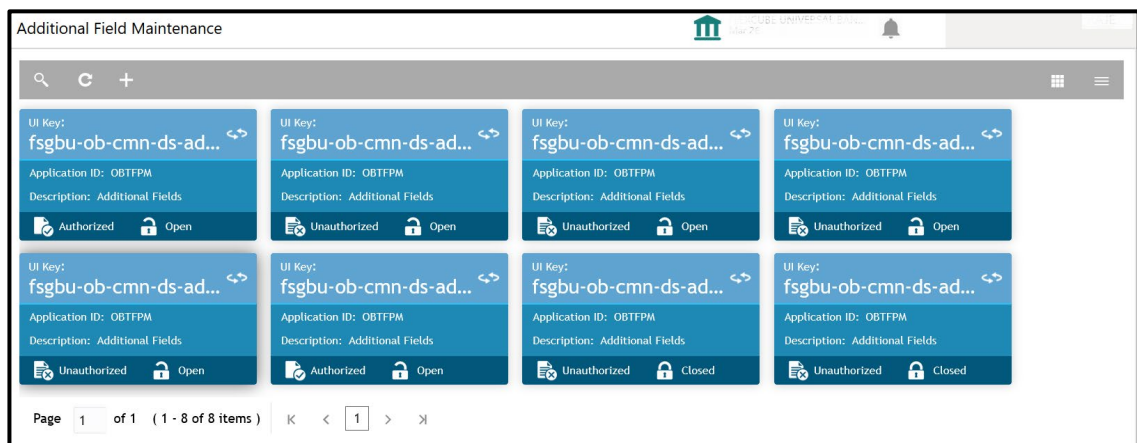 Additional Field Maintenance
UI Key:
fsgbu-ob-cmn-ds-ad...
Application ID: OBTFPM
Description: Additional Fields
Authorized Open
UI Key:
fsgbu-ob-cmn-ds-ad...
Application ID: OBTFPM
Description: Additional Fields
Unauthorized Open
UI Key:
fsgbu-ob-cmn-ds-ad...
Application ID: OBTFPM
Description: Additional Fields
Unauthorized Open
UI Key:
fsgbu-ob-cmn-ds-ad...
Application ID: OBTFPM
Description: Additional Fields
Unauthorized Open
UI Key:
fsgbu-ob-cmn-ds-ad...
Application ID: OBTFPM
Description: Additional Fields
Unauthorized Open
UI Key:
fsgbu-ob-cmn-ds-ad...
Application ID: OBTFPM
Description: Additional Fields
Authorized Open
UI Key:
fsgbu-ob-cmn-ds-ad...
Application ID: OBTFPM
Description: Additional Fields
Unauthorized Closed
UI Key:
fsgbu-ob-cmn-ds-ad...
Application ID: OBTFPM
Description: Additional Fields
Unauthorized Closed
Page 1 of 1 ( 1 - 8 of 8 items ) 1